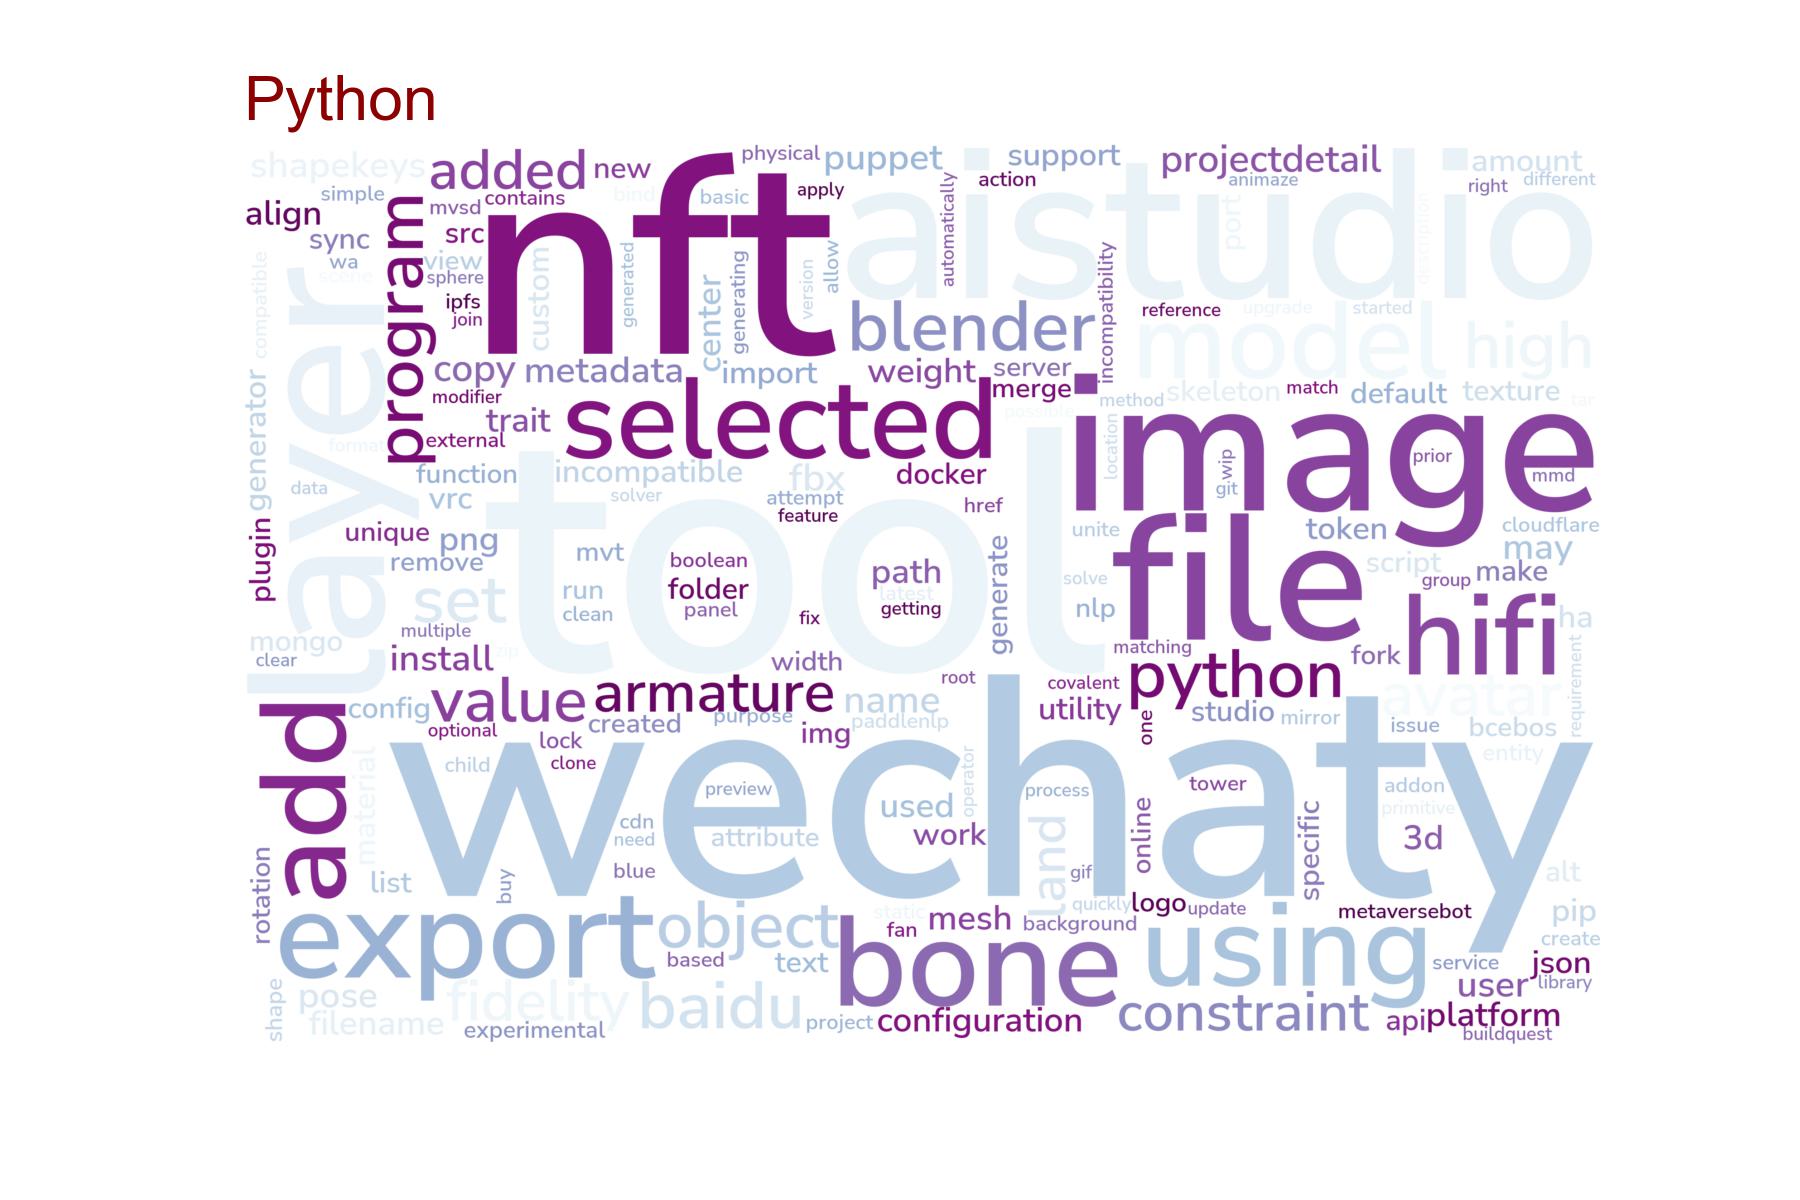 Python
shapekeys added new physical puppet support projectdetail amount
simple contains bind basic apply automatically action animaze right different
align program mvsd nft aistudio port description
sync src
wa view custom generated center generating version allow incompatibility
scene sphere
compatible layer ipfs blender reference upgrade started
join model high
copy metadata import weight server
modifier selected merge skeleton match default texture
generator trait possible method image tar
format external location
function incompatible fbx docker wip prior mmd
data vrc solver attempt href git
feature
plugin unique png tool unite file token cloudflare
remove mvt boolean generate may
set run folder path solve script group make
clean panel latest nlp hifi ha
fix getting
mongo multiple matching requirement
clear install zip width python fork
value armature root covalent avatar
add config name utility one studio mirror issue bcebos
optional created purpose img paddlenlp
lock entity
material child clone wechaty operator
preview process tower addon
cdn used online specific primitive
need attribute work land 3d
rotation list buy blue gif alt
export object static mesh quickly logo update metaversebot pip
fan bone background using create
based text service json
shape pose fidelity baidu user library
filename experimental project configuration constraint api platform
buildquest